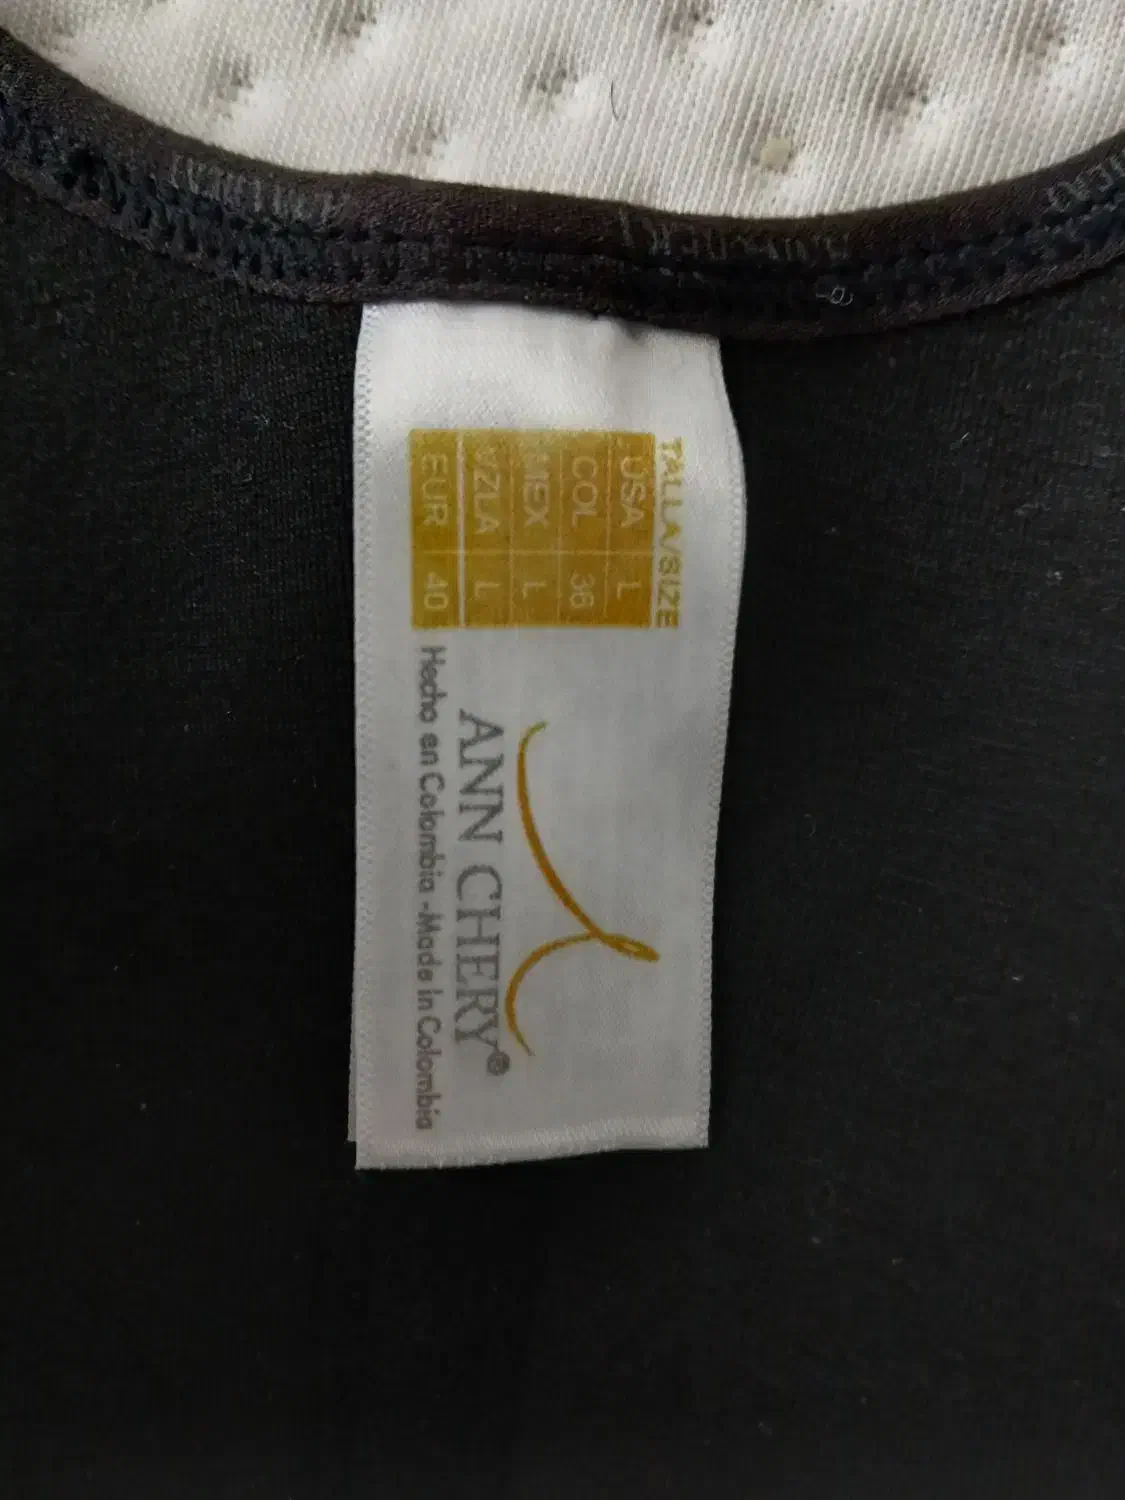 TALLA/SIZE
USA L
COL 36
MEX L
VZLA L
EUR 40
ANN CHERY®
Hecho en Colombia -Made in Colombia